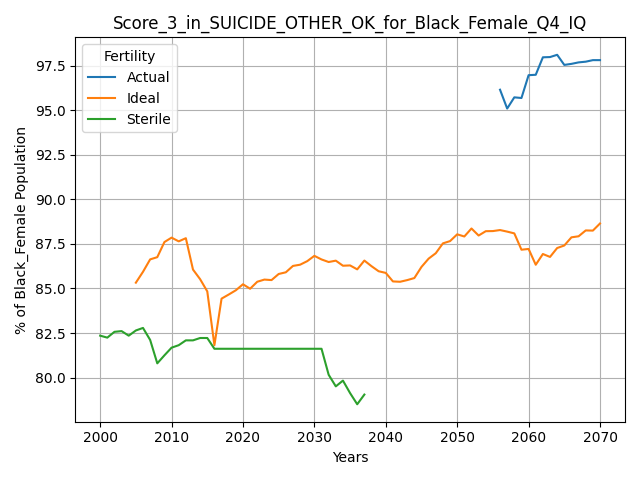 Score_3_in_SUICIDE_OTHER_OK_for_Black_Female_Q4_IQ
Fertility
Actual
Ideal
Sterile
% of Black_Female Population
97.5
95.0
92.5
90.0
87.5
85.0
82.5
80.0
2000 2010 2020 2030 2040 2050 2060 2070
Years